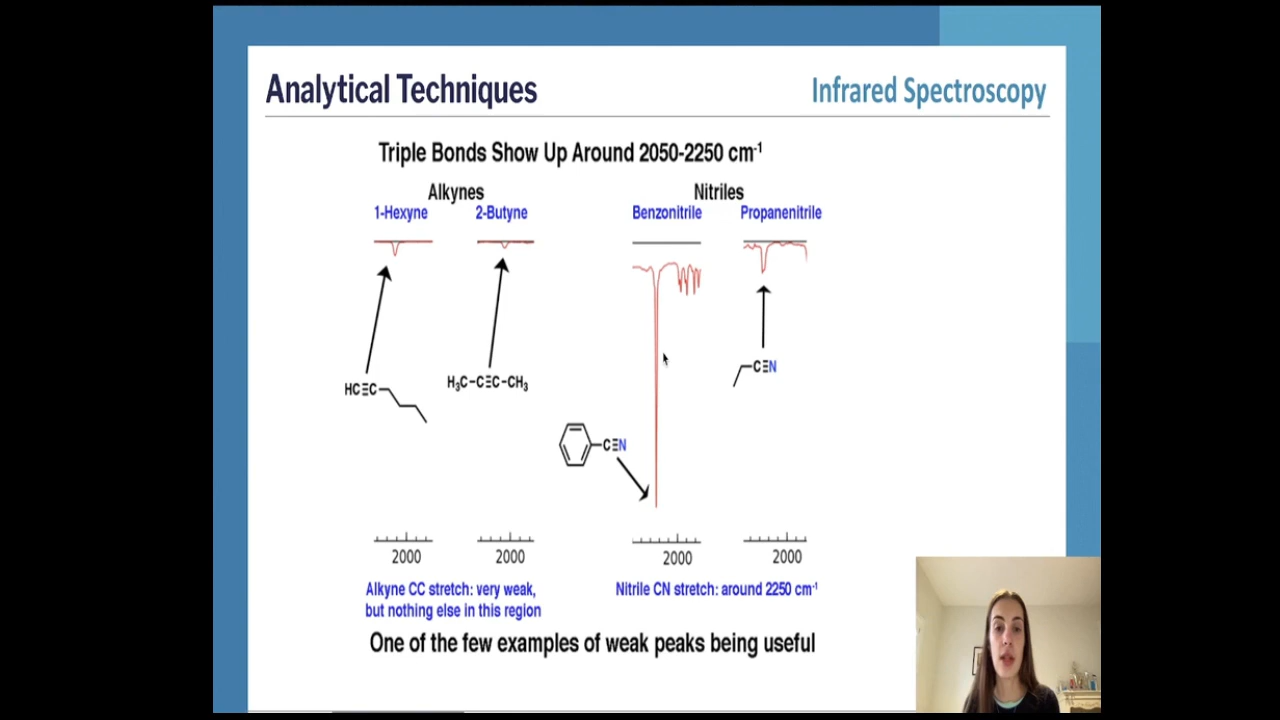 Analytical Techniques
Infrared Spectroscopy
Triple Bonds Show Up Around 2050-2250 cm⁻¹
Alkynes
Nitriles
1-Hexyne
2-Butyne
Benzonitrile
Propanenitrile
HC≡C
H₃C−C≡C−CH₃
C≡N
C≡N
2000
2000
2000
2000
Alkyne CC stretch: very weak,
but nothing else in this region
Nitrile CN stretch: around 2250 cm⁻¹
One of the few examples of weak peaks being useful